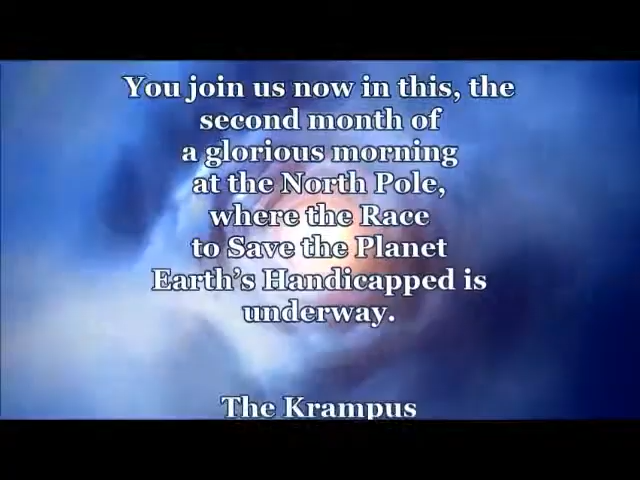 You join us now in this, the
second month of
a glorious morning
at the North Pole,
where the Race
to Save the Planet
Earth's Handicapped is
underway.
The Krampus